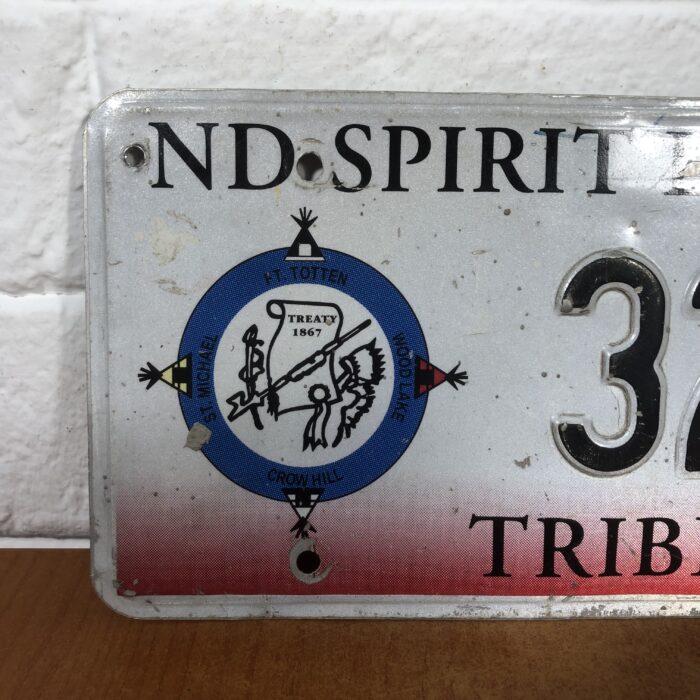 ND SPIRIT
FT. TOTTEN
TREATY
1867
ST. MICHAEL
WOOD LAKE
CROW HILL
32
TRIB